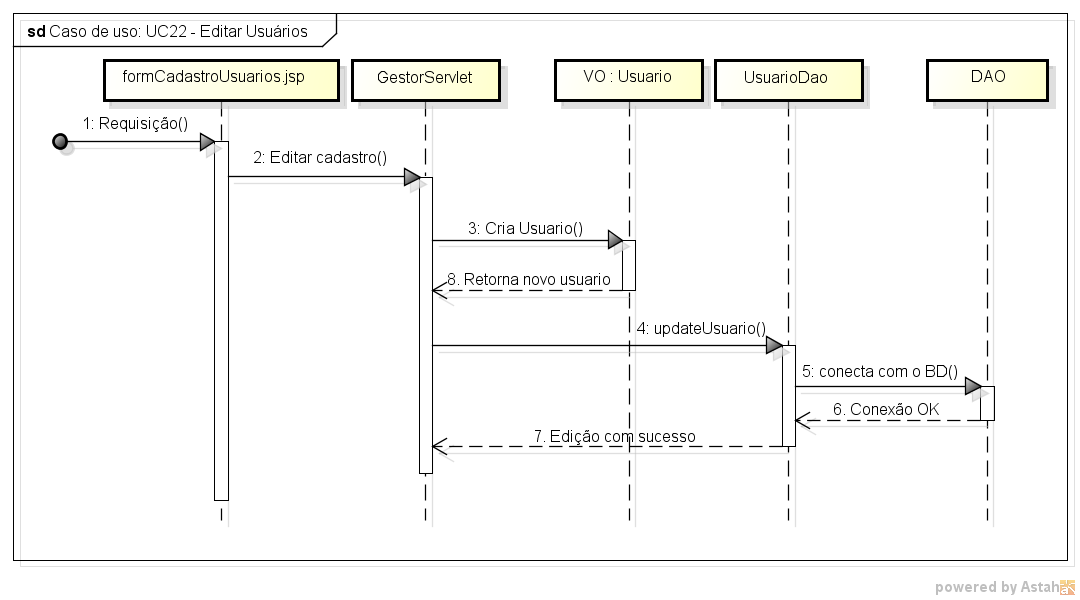 sd Caso de uso: UC22 - Editar Usuários
formCadastroUsuarios.jsp
GestorServlet
VO : Usuario
UsuarioDao
DAO
1: Requisição()
2: Editar cadastro()
3: Cria Usuario()
8. Retorna novo usuario
4: updateUsuario()
5: conecta com o BD()
6. Conexão OK
7. Edição com sucesso
powered by Astah